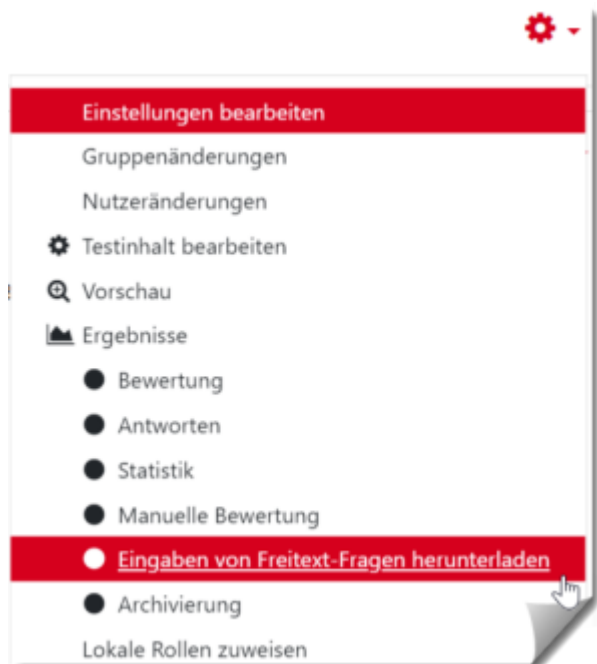 Einstellungen bearbeiten
Gruppenänderungen
Nutzeränderungen
Testinhalt bearbeiten
Vorschau
Ergebnisse
Bewertung
Antworten
Statistik
Manuelle Bewertung
Eingaben von Freitext-Fragen herunterladen
Archivierung
Lokale Rollen zuweisen